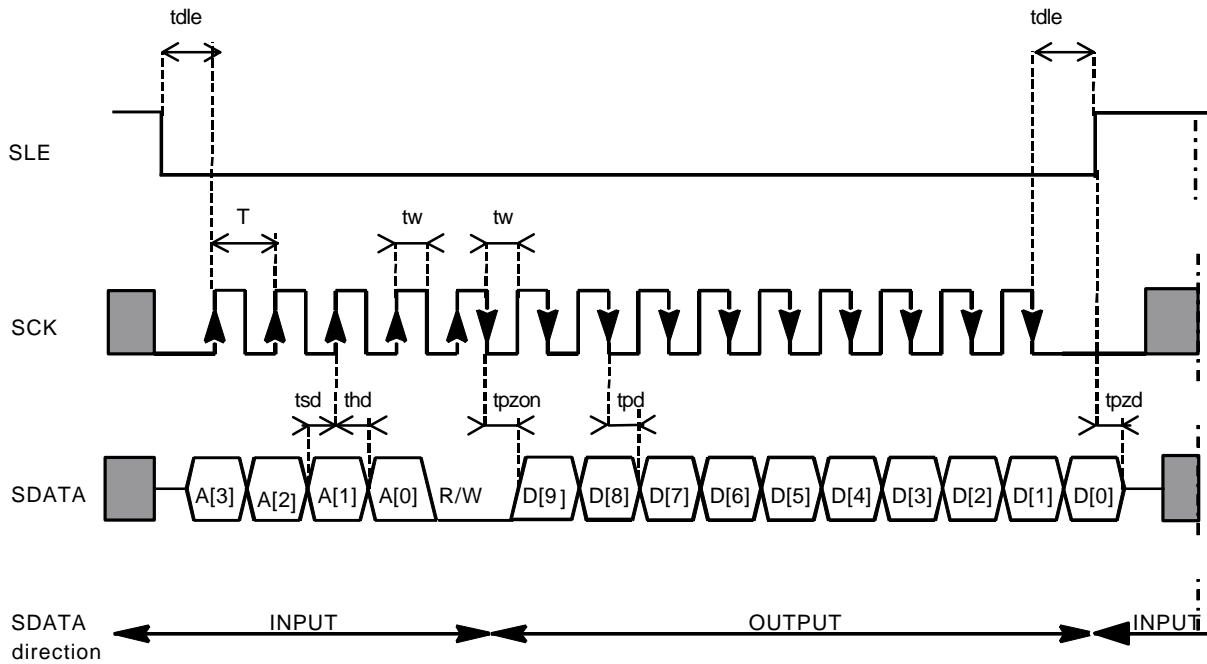 tdle tdle
SLE
T tw tw
SCK
tsd thd tpzon tpd tpzd
SDATA A[3] A[2] A[1] A[0] R/W D[9] D[8] D[7] D[6] D[5] D[4] D[3] D[2] D[1] D[0]
SDATA INPUT OUTPUT INPUT
direction